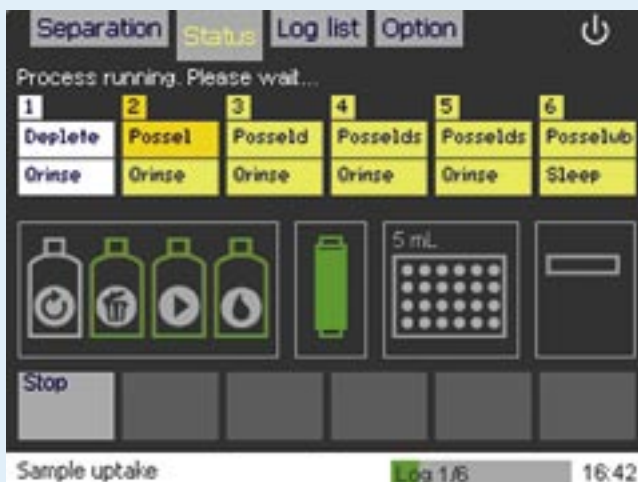 Separation Status Log list Option
Process running. Please wait...
1 2 3 4 5 6
Deplete Possel Posseld Posselds Posselds Posselwb
Qrinse Qrinse Qrinse Qrinse Qrinse Sleep
5 mL
Stop
Sample uptake Log 1/6 16:42